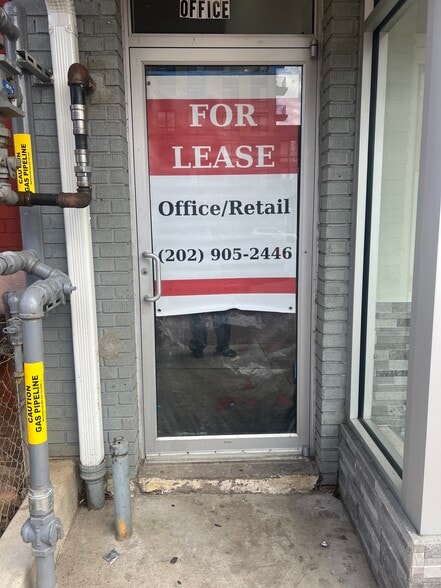 OFFICE
FOR
LEASE
Office/Retail
(202) 905-2446
CAUTION
GAS PIPELINE
CAUTION
GAS PIPELINE